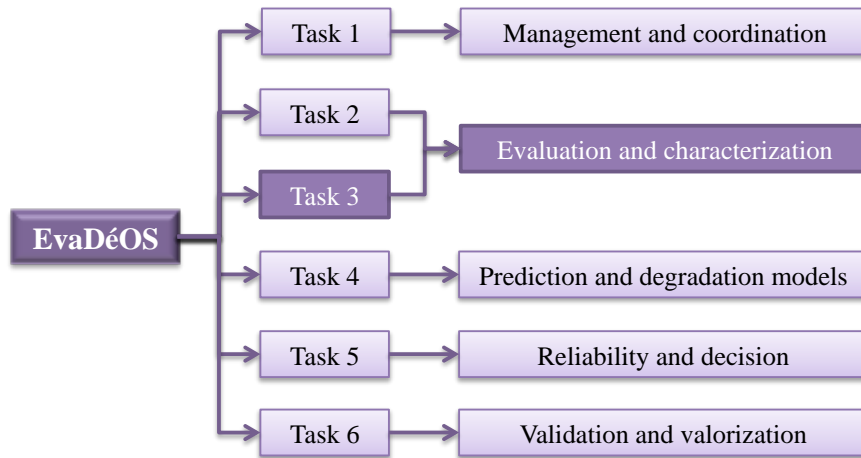 Task 1
Management and coordination
Task 2
Evaluation and characterization
Task 3
EvaDéOS
Task 4
Prediction and degradation models
Task 5
Reliability and decision
Task 6
Validation and valorization